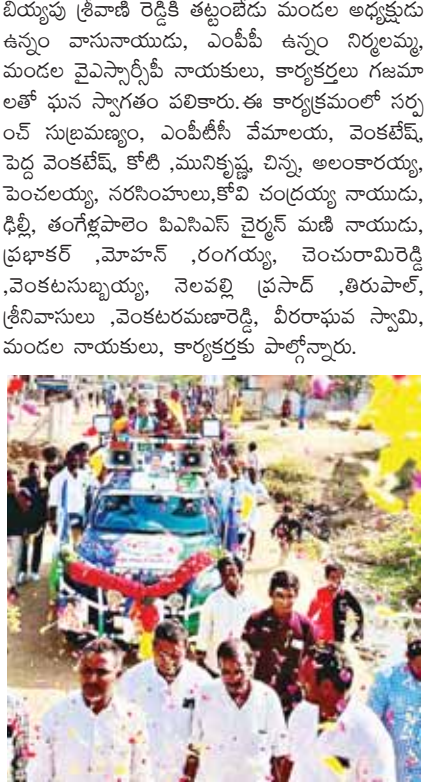 బియ్యపు శ్రీవాణి రెడ్డికి తట్టంబేడు మండల అధ్యక్షుడు
ఉన్నం వాసునాయుడు, ఎంపీపీ ఉన్నం నిర్మలమ్మ,
మండల వైఎస్సార్సీపీ నాయకులు, కార్యకర్తలు గజమా
లతో ఘన స్వాగతం పలికారు.ఈ కార్యక్రమంలో సర్ప
ంచ్ సుబ్రమణ్యం, ఎంపీటీసీ వేమాలయ, వెంకటేష్,
పెద్ద వెంకటేష్, కోటి ,మునికృష్ణ, చిన్న, అలంకారయ్య,
పెంచలయ్య, నరసింహులు,కోవి చంద్రయ్య నాయుడు,
ఢిల్లీ, తంగేళ్లపాలెం పిఎసిఎస్ చైర్మన్ మణి నాయుడు,
ప్రభాకర్ ,మోహన్ ,రంగయ్య, చెంచురామిరెడ్డి
,వెంకటసుబ్బయ్య, నెలవల్లి ప్రసాద్ ,తిరుపాల్,
శ్రీనివాసులు ,వెంకటరమణారెడ్డి, వీరరాఘవ స్వామి,
మండల నాయకులు, కార్యకర్తకు పాల్గోన్నారు.